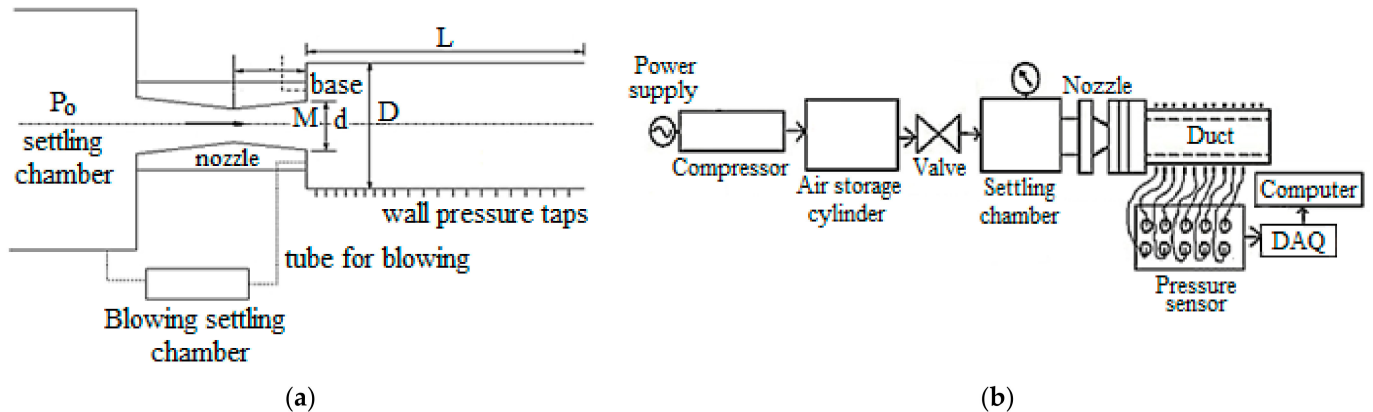 L
base
P₀
settling
chamber
M
d
D
nozzle
wall pressure taps
tube for blowing
Blowing settling
chamber
(a)
Power
supply
Compressor
Air storage
cylinder
Valve
Settling
chamber
Nozzle
Duct
Computer
DAQ
Pressure
sensor
(b)